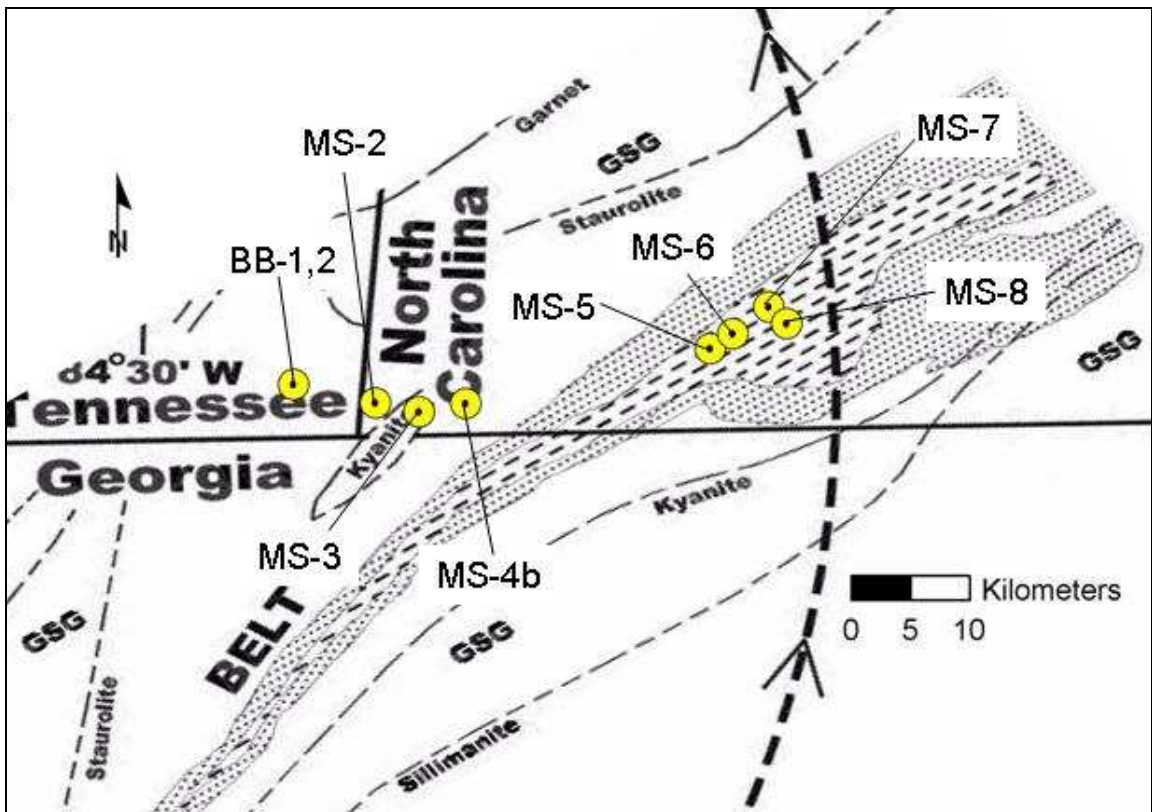 Garnet
MS-7
MS-2
GSG
North
Carolina
Staurolite
N
BB-1,2
MS-6
MS-5
MS-8
GSG
84°30' W
Tennessee
Kyanite
Georgia
Kyanite
MS-3
MS-4b
BELT
Kilometers
0 5 10
GSG
GSG
Staurolite
Sillimanite